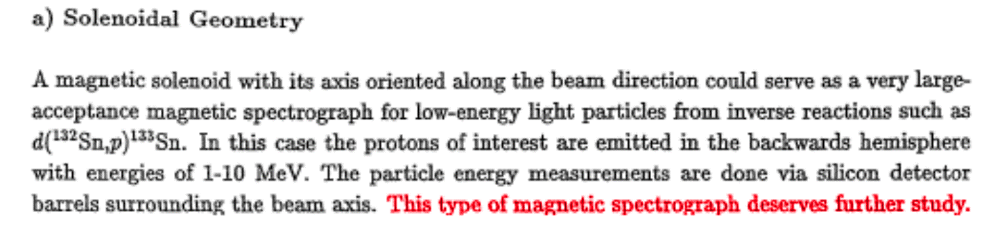 a) Solenoidal Geometry
A magnetic solenoid with its axis oriented along the beam direction could serve as a very large-
acceptance magnetic spectrograph for low-energy light particles from inverse reactions such as
d(¹³²Sn,p)¹³³Sn. In this case the protons of interest are emitted in the backwards hemisphere
with energies of 1-10 MeV. The particle energy measurements are done via silicon detector
barrels surrounding the beam axis. This type of magnetic spectrograph deserves further study.